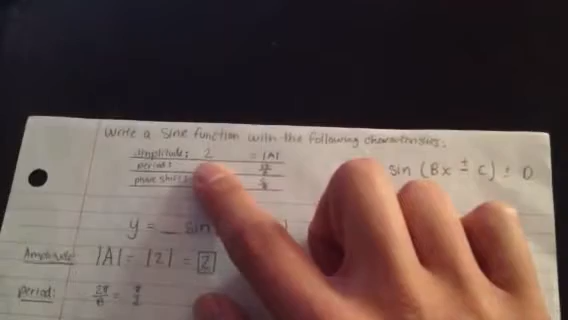 Write a sine function with the following characteristics:
amplitude: 2 = |A|
period:
phase shift:
sin (Bx ± C) ± D
y = __ sin
Amplitude |A| = |2| = 2
period: 2π/B =